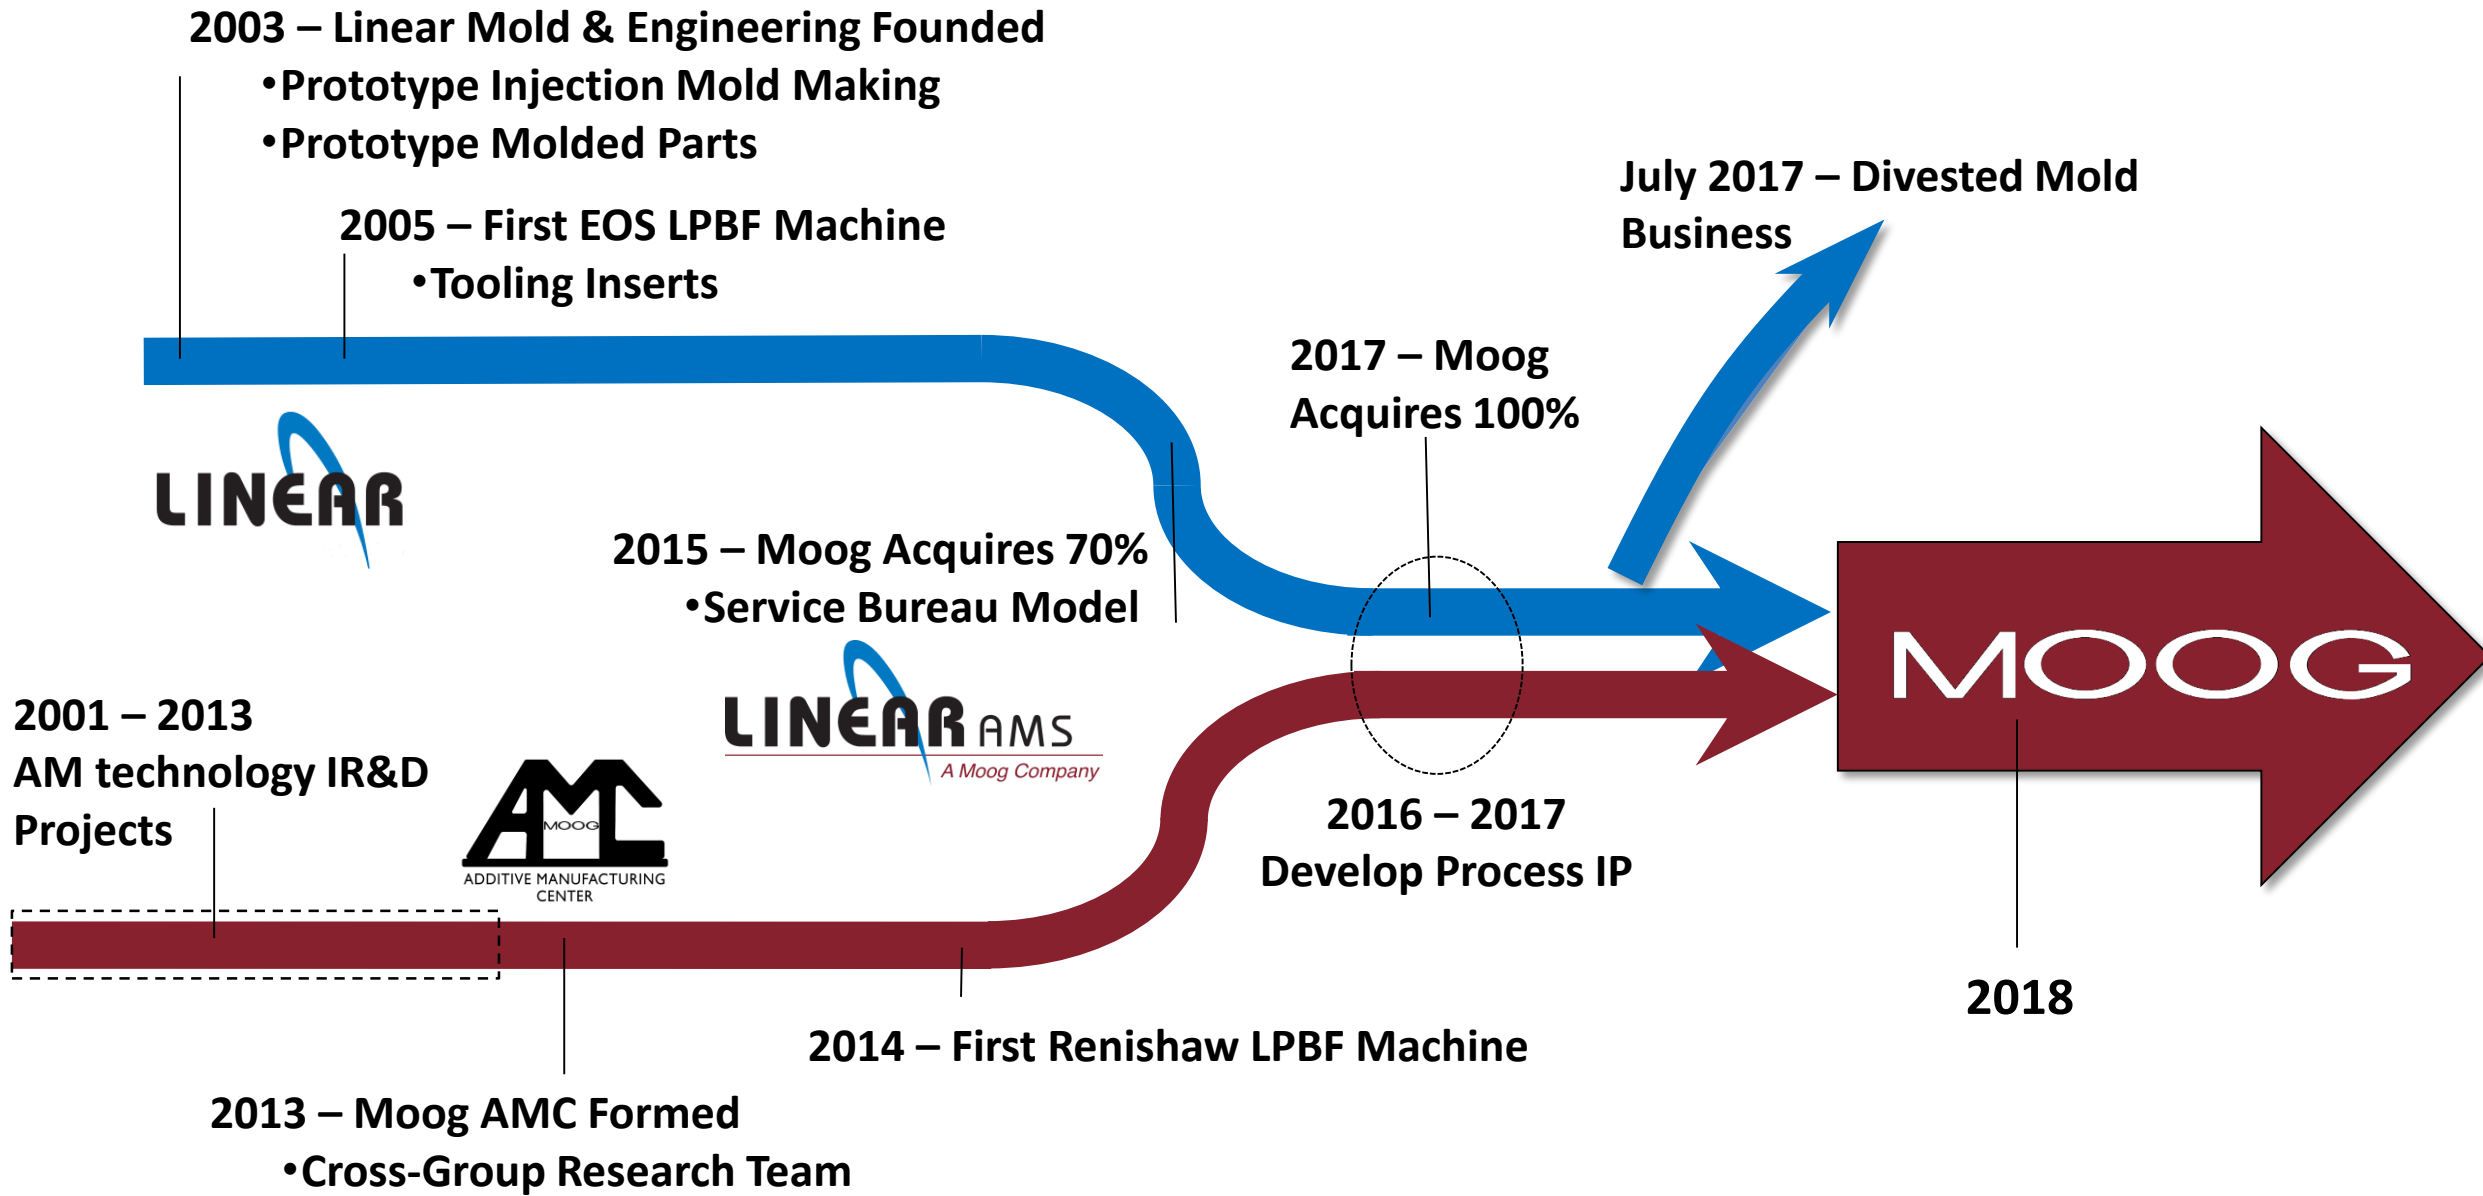 2003 – Linear Mold & Engineering Founded
•Prototype Injection Mold Making
•Prototype Molded Parts
2005 – First EOS LPBF Machine
•Tooling Inserts
July 2017 – Divested Mold
Business
2017 – Moog
Acquires 100%
LINEAR
2015 – Moog Acquires 70%
•Service Bureau Model
LINEAR AMS
A Moog Company
MOOG
2001 – 2013
AM technology IR&D
Projects
AMC
MOOG
ADDITIVE MANUFACTURING
CENTER
2016 – 2017
Develop Process IP
2018
2014 – First Renishaw LPBF Machine
2013 – Moog AMC Formed
•Cross-Group Research Team